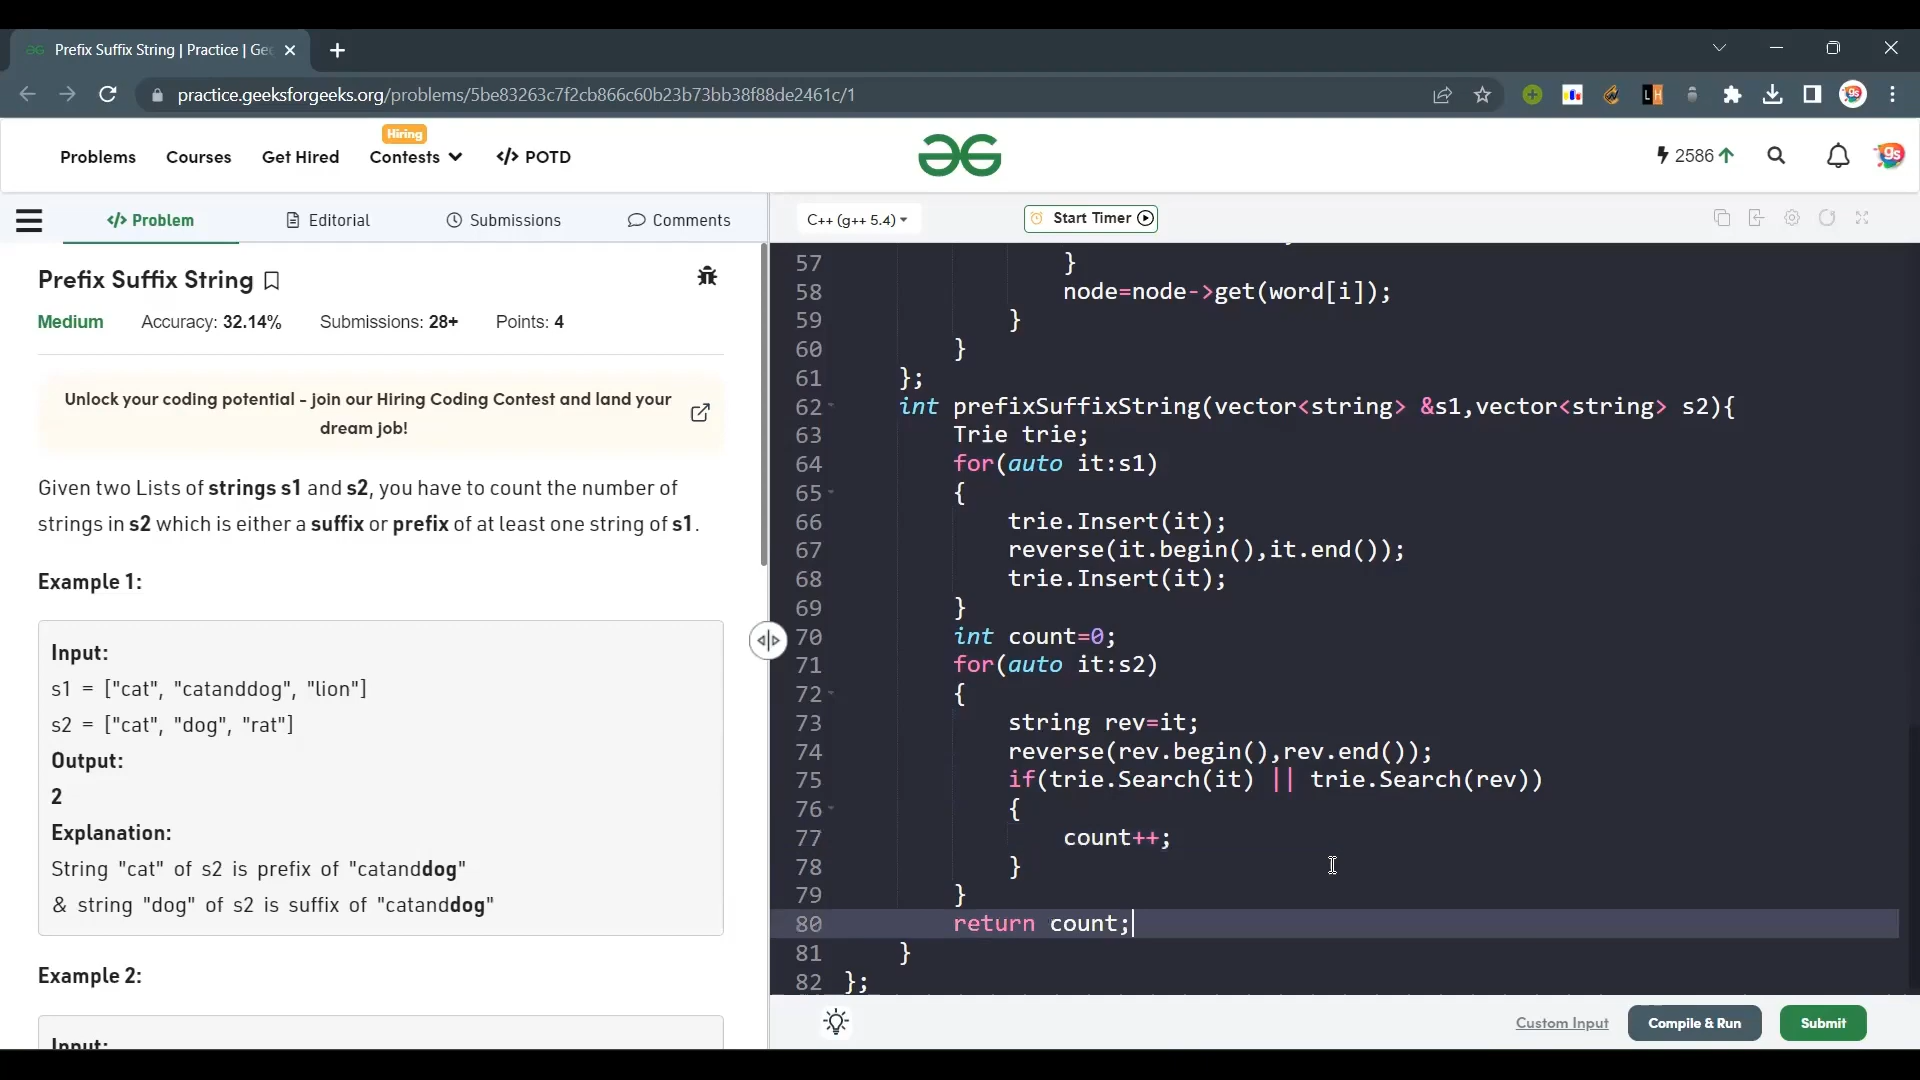 Prefix Suffix String | Practice | Gee
practice.geeksforgeeks.org/problems/5be83263c7f2cb866c60b23b73bb38f88de2461c/1
Problems
Courses
Get Hired
Hiring
Contests
</> POTD
2586
</> Problem
Editorial
Submissions
Comments
C++ (g++ 5.4)
Start Timer
Prefix Suffix String
Medium Accuracy: 32.14% Submissions: 28+ Points: 4
Unlock your coding potential - join our Hiring Coding Contest and land your
dream job!
Given two Lists of strings s1 and s2, you have to count the number of
strings in s2 which is either a suffix or prefix of at least one string of s1.
Example 1:
Input:
s1 = ["cat", "catanddog", "lion"]
s2 = ["cat", "dog", "rat"]
Output:
2
Explanation:
String "cat" of s2 is prefix of "catanddog"
& string "dog" of s2 is suffix of "catanddog"
Example 2:
Input:
57 }
58 node=node->get(word[i]);
59 }
60 }
61 };
62 int prefixSuffixString(vector<string> &s1,vector<string> s2){
63 Trie trie;
64 for(auto it:s1)
65 {
66 trie.Insert(it);
67 reverse(it.begin(),it.end());
68 trie.Insert(it);
69 }
70 int count=0;
71 for(auto it:s2)
72 {
73 string rev=it;
74 reverse(rev.begin(),rev.end());
75 if(trie.Search(it) || trie.Search(rev))
76 {
77 count++;
78 }
79 }
80 return count;
81 }
82 };
Custom Input
Compile & Run
Submit